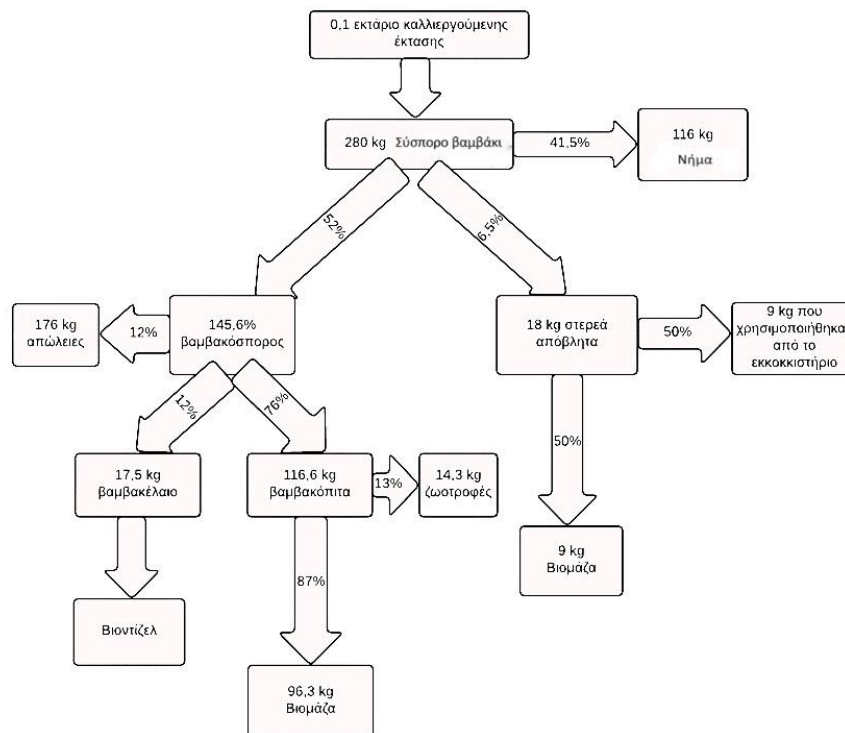 0,1 εκτάριο καλλιεργούμενης
έκτασης
280 kg Σύσπορο βαμβάκι
41,5%
116 kg
Νήμα
52%
6,5%
176 kg
απώλειες
12%
145,6%
βαμβακόσπορος
18 kg στερεά
απόβλητα
50%
9 kg που
χρησιμοποιήθηκαν
από το
εκκοκκιστήριο
12%
76%
50%
17,5 kg
βαμβακέλαιο
116,6 kg
βαμβακόπιτα
13%
14,3 kg
ζωοτροφές
9 kg
Βιομάζα
87%
Βιοντίζελ
96,3 kg
Βιομάζα